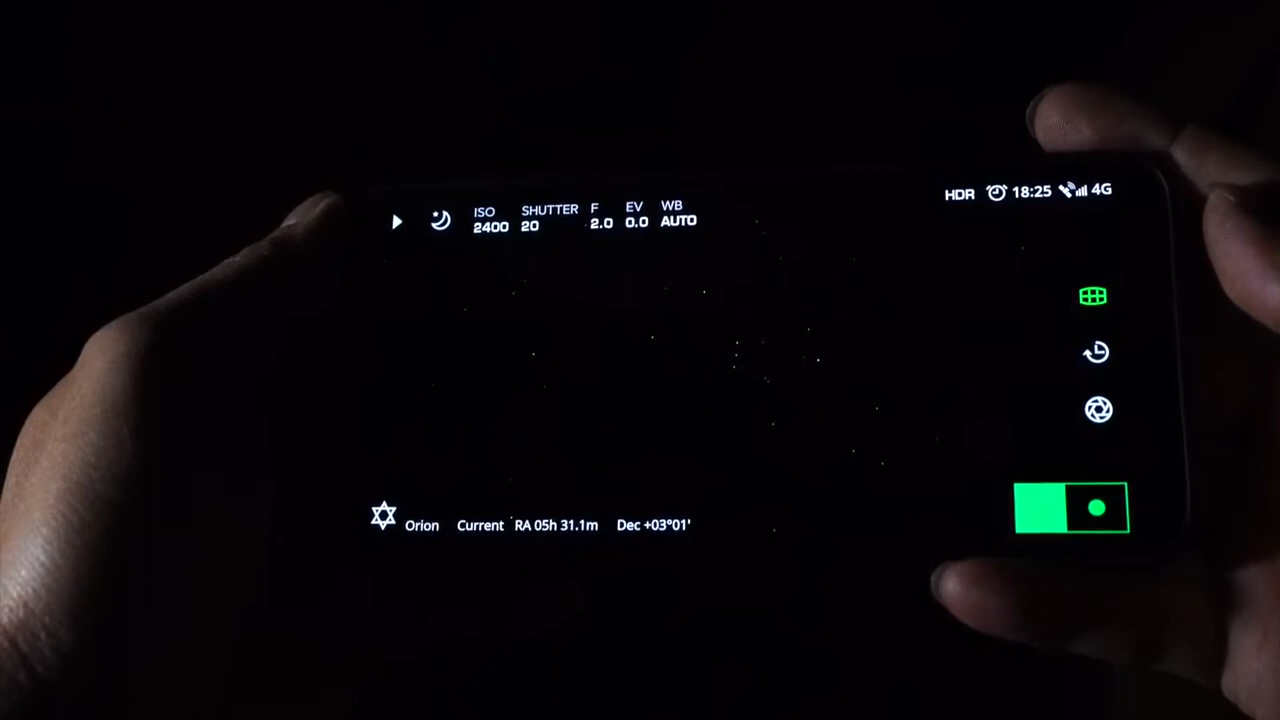 ISO SHUTTER F EV WB
2400 20 2.0 0.0 AUTO
HDR 18:25 4G
Orion Current RA 05h 31.1m Dec +03°01'